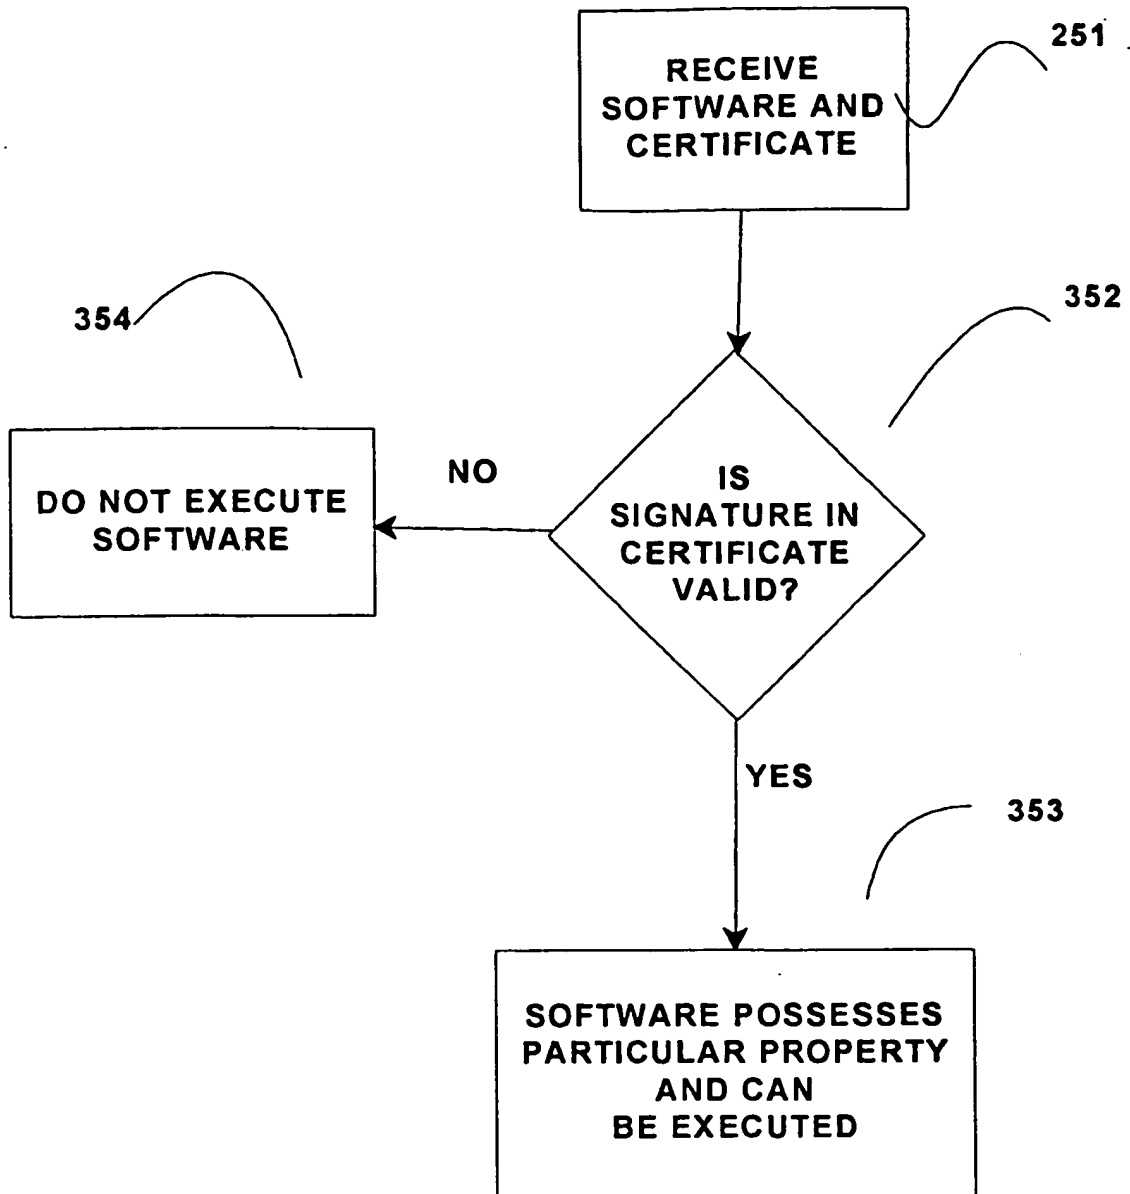 251
RECEIVE
SOFTWARE AND
CERTIFICATE
352
354
NO
IS
SIGNATURE IN
CERTIFICATE
VALID?
DO NOT EXECUTE
SOFTWARE
YES
353
SOFTWARE POSSESSES
PARTICULAR PROPERTY
AND CAN
BE EXECUTED